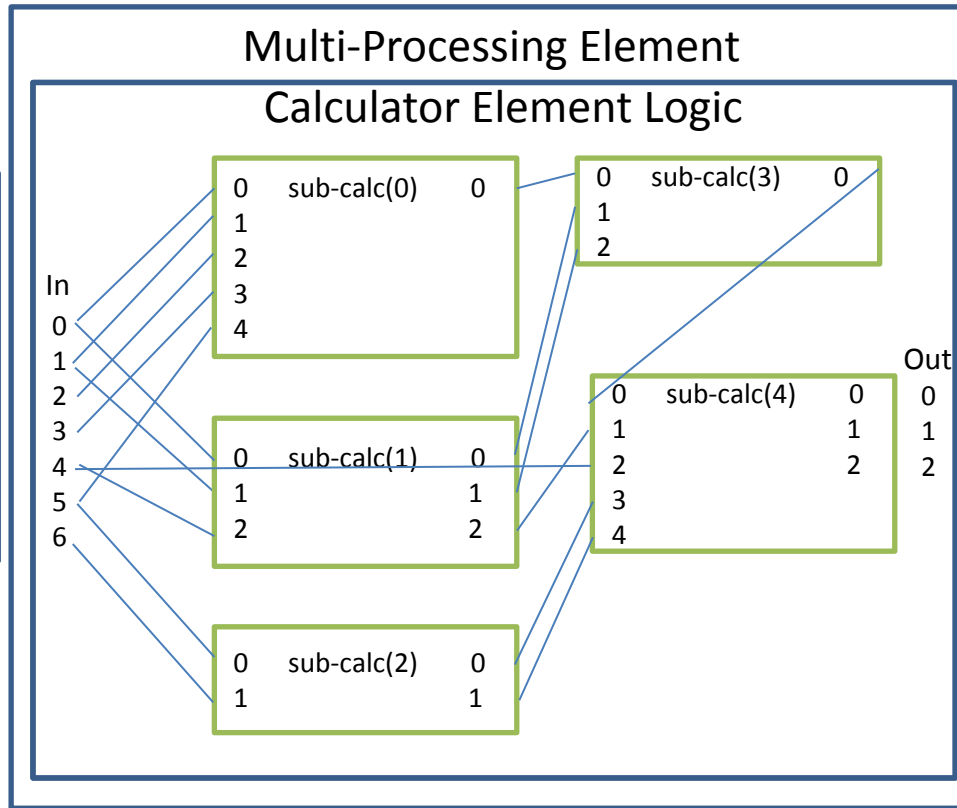 Multi-Processing Element
Calculator Element Logic
In
0
1
2
3
4
5
6
0 sub-calc(0) 0
1
2
3
4
0 sub-calc(1) 0
1 1
2 2
0 sub-calc(2) 0
1 1
0 sub-calc(3) 0
1
2
0 sub-calc(4) 0
1 1
2 2
3
4
Out
0
1
2